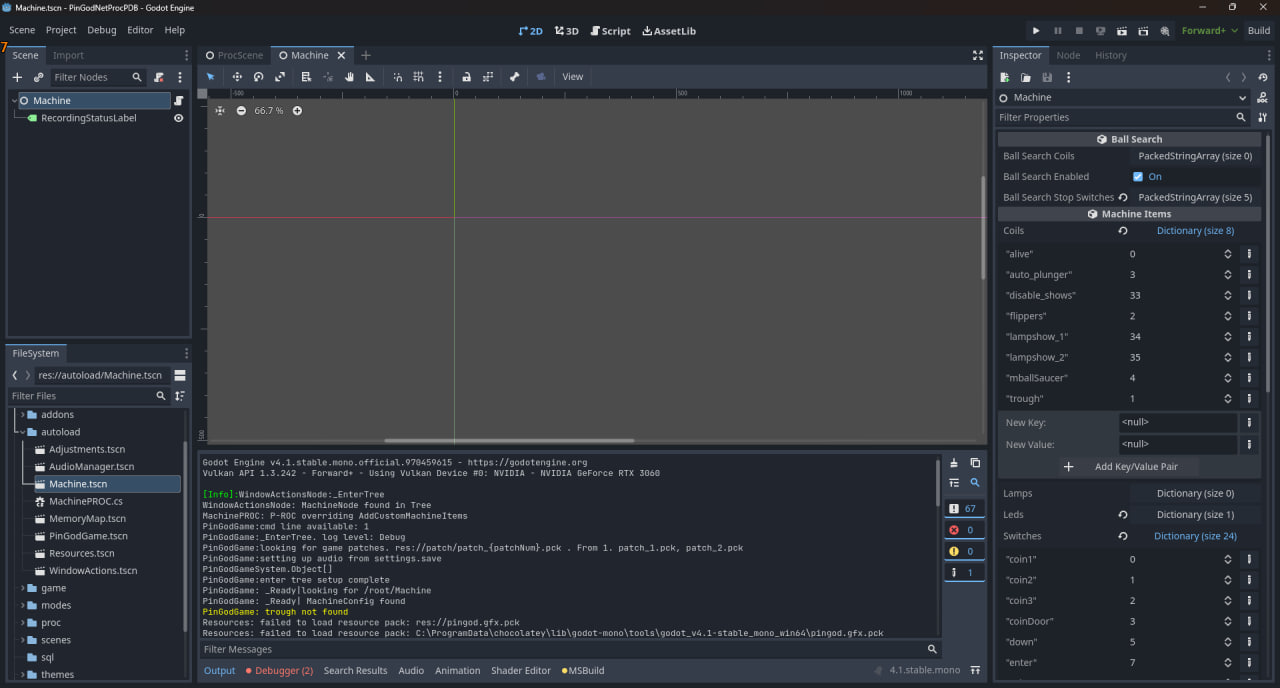 Machine.tscn - PinGodNetProcPDB - Godot Engine
Scene Project Debug Editor Help
2D 3D Script AssetLib
Forward+ Build
7
Scene Import
Filter Nodes
Machine
RecordingStatusLabel
FileSystem
res://autoload/Machine.tscn
Filter Files
addons
autoload
Adjustments.tscn
AudioManager.tscn
Machine.tscn
MachinePROC.cs
MemoryMap.tscn
PinGodGame.tscn
Resources.tscn
WindowActions.tscn
game
modes
proc
scenes
sql
themes
ProcScene Machine
View
-500 0 500 1000
66.7 %
0
500
Godot Engine v4.1.stable.mono.official.970459615 - https://godotengine.org
Vulkan API 1.3.242 - Forward+ - Using Vulkan Device #0: NVIDIA - NVIDIA GeForce RTX 3060
[Info]:WindowActionsNode:_EnterTree
WindowActionsNode: MachineNode found in Tree
MachinePROC: P-ROC overriding AddCustomMachineItems
PinGodGame:cmd line available: 1
PinGodGame:_EnterTree. log level: Debug
PinGodGame:looking for game patches. res://patch/patch_{patchNum}.pck . From 1. patch_1.pck, patch_2.pck
PinGodGame:setting up audio from settings.save
PinGodGameSystem.Object[]
PinGodGame:enter tree setup complete
PinGodGame: _Ready|looking for /root/Machine
PinGodGame: _Ready| MachineConfig found
PinGodGame: trough not found
Resources: failed to load resource pack: res://pingod.gfx.pck
Resources: failed to load resource pack: C:\ProgramData\chocolatey\lib\godot-mono\tools\godot_v4.1-stable_mono_win64\pingod.gfx.pck
67
0
0
1
Filter Messages
Output Debugger (2) Search Results Audio Animation Shader Editor MSBuild 4.1.stable.mono
Inspector Node History
Machine
DOC
Filter Properties
Ball Search
Ball Search Coils PackedStringArray (size 0)
Ball Search Enabled On
Ball Search Stop Switches PackedStringArray (size 5)
Machine Items
Coils Dictionary (size 8)
"alive" 0
"auto_plunger" 3
"disable_shows" 33
"flippers" 2
"lampshow_1" 34
"lampshow_2" 35
"mballSaucer" 4
"trough" 1
New Key: <null>
New Value: <null>
Add Key/Value Pair
Lamps Dictionary (size 0)
Leds Dictionary (size 1)
Switches Dictionary (size 24)
"coin1" 0
"coin2" 1
"coin3" 2
"coinDoor" 3
"down" 5
"enter" 7